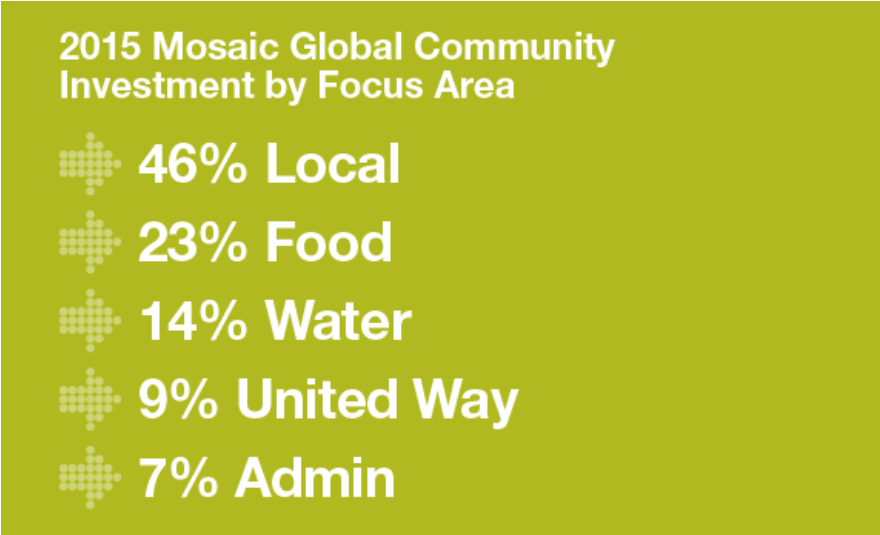 2015 Mosaic Global Community
Investment by Focus Area
46% Local
23% Food
14% Water
9% United Way
7% Admin